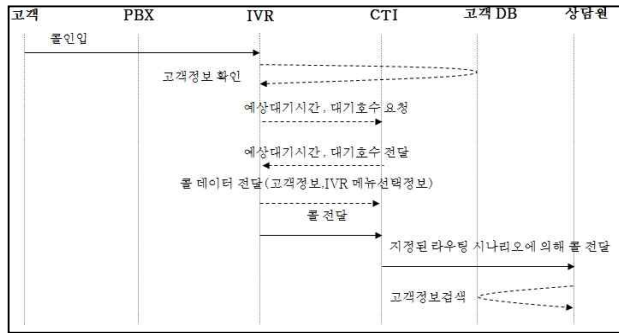 고객 PBX IVR CTI 고객 DB 상담원
콜인입
고객정보 확인
예상대기시간, 대기호수 요청
예상대기시간, 대기호수 전달
콜 데이터 전달(고객정보,IVR 메뉴선택정보)
콜 전달
지정된 라우팅 시나리오에 의해 콜 전달
고객정보검색